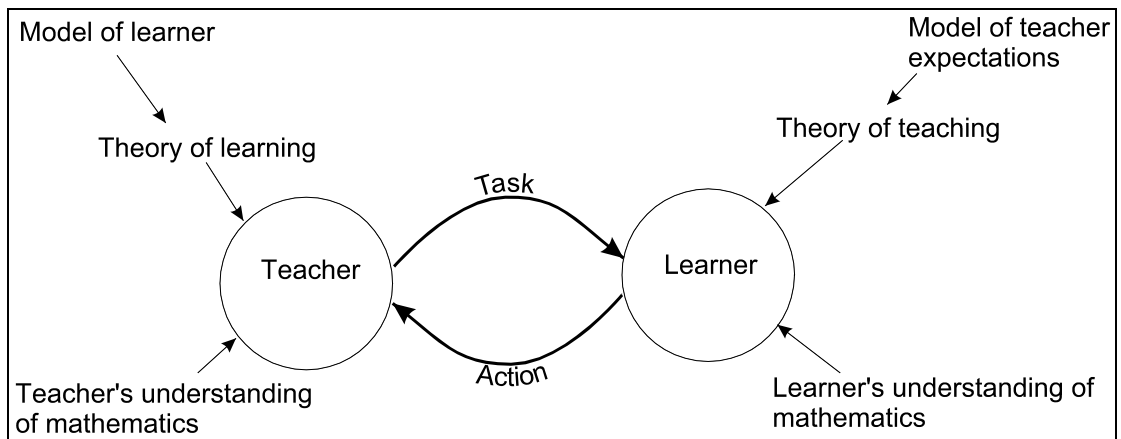 Model of learner
Model of teacher
expectations
Theory of learning
Theory of teaching
Task
Teacher
Learner
Action
Teacher's understanding
of mathematics
Learner's understanding of
mathematics